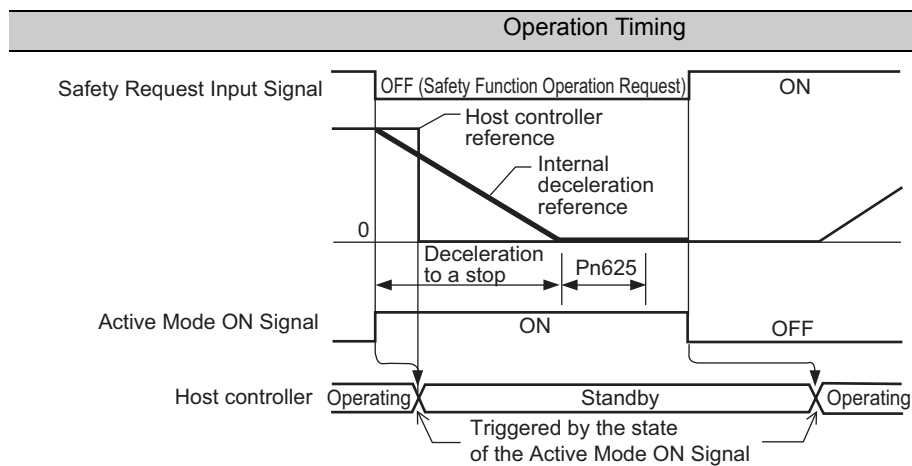 Operation Timing
Safety Request Input Signal
OFF (Safety Function Operation Request)
ON
Host controller
reference
Internal
deceleration
reference
0
Deceleration
to a stop
Pn625
Active Mode ON Signal
ON
OFF
Host controller
Operating
Standby
Operating
Triggered by the state
of the Active Mode ON Signal